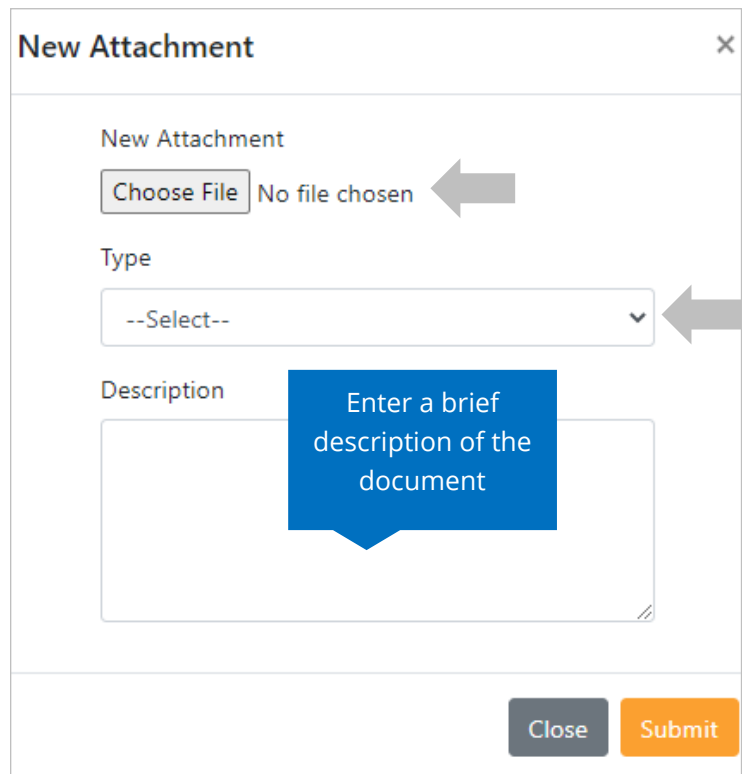 New Attachment
×
New Attachment
Choose File No file chosen
Type
--Select--
Description
Enter a brief
description of the
document
Close Submit